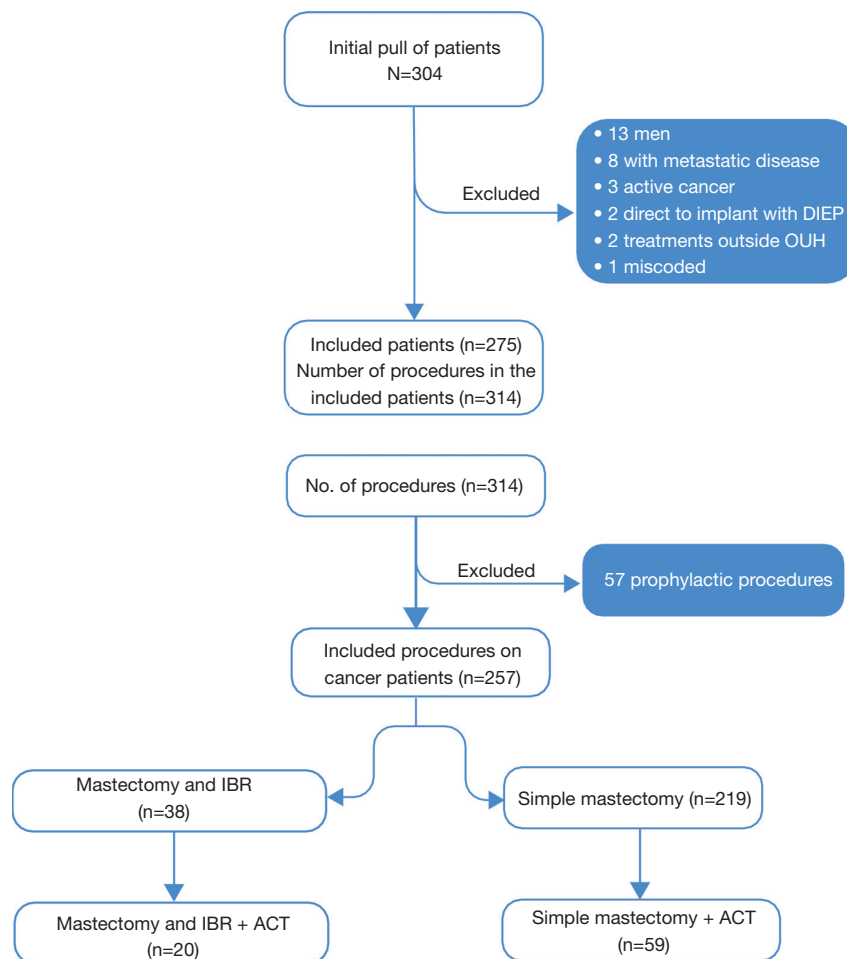 Initial pull of patients
N=304
Excluded
• 13 men
• 8 with metastatic disease
• 3 active cancer
• 2 direct to implant with DIEP
• 2 treatments outside OUH
• 1 miscoded
Included patients (n=275)
Number of procedures in the
included patients (n=314)
No. of procedures (n=314)
Excluded
57 prophylactic procedures
Included procedures on
cancer patients (n=257)
Mastectomy and IBR
(n=38)
Simple mastectomy (n=219)
Mastectomy and IBR + ACT
(n=20)
Simple mastectomy + ACT
(n=59)